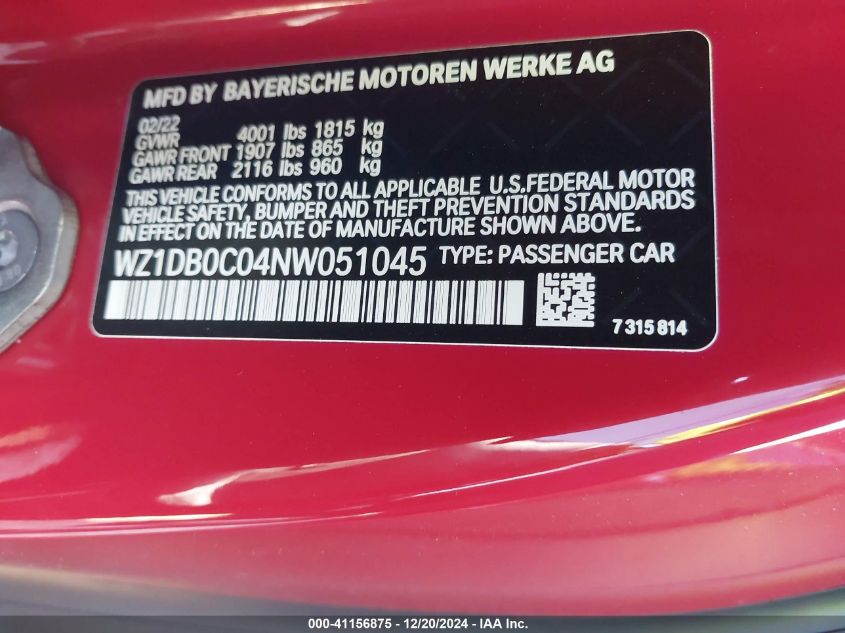 MFD BY BAYERISCHE MOTOREN WERKE AG
02/22
GVWR 4001 lbs 1815 kg
GAWR FRONT 1907 lbs 865 kg
GAWR REAR 2116 lbs 960 kg
THIS VEHICLE CONFORMS TO ALL APPLICABLE U.S.FEDERAL MOTOR
VEHICLE SAFETY, BUMPER AND THEFT PREVENTION STANDARDS
IN EFFECT ON THE DATE OF MANUFACTURE SHOWN ABOVE.
WZ1DB0C04NW051045 TYPE: PASSENGER CAR
7315814
000-41156875 - 12/20/2024 - IAA Inc.